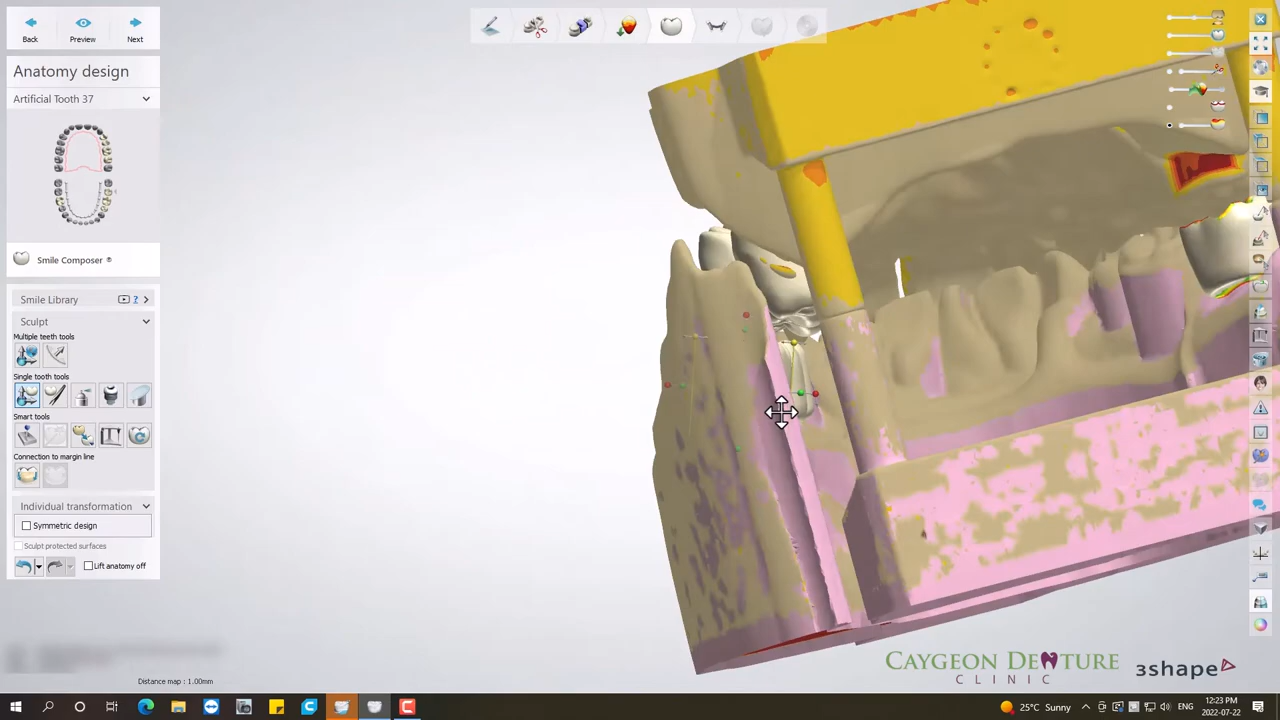 Back
Preview
Next
Anatomy design
Artificial Tooth 37
Smile Composer ®
Smile Library
?
Sculpt
Multiple teeth tools
Single tooth tools
Smart tools
Connection to margin line
Individual transformation
Symmetric design
Sculpt protected surfaces
Lift anatomy off
Distance map : 1.00mm
CAYGEON DENTURE
CLINIC
3shape
25°C Sunny
ENG
12:23 PM
2022-07-22